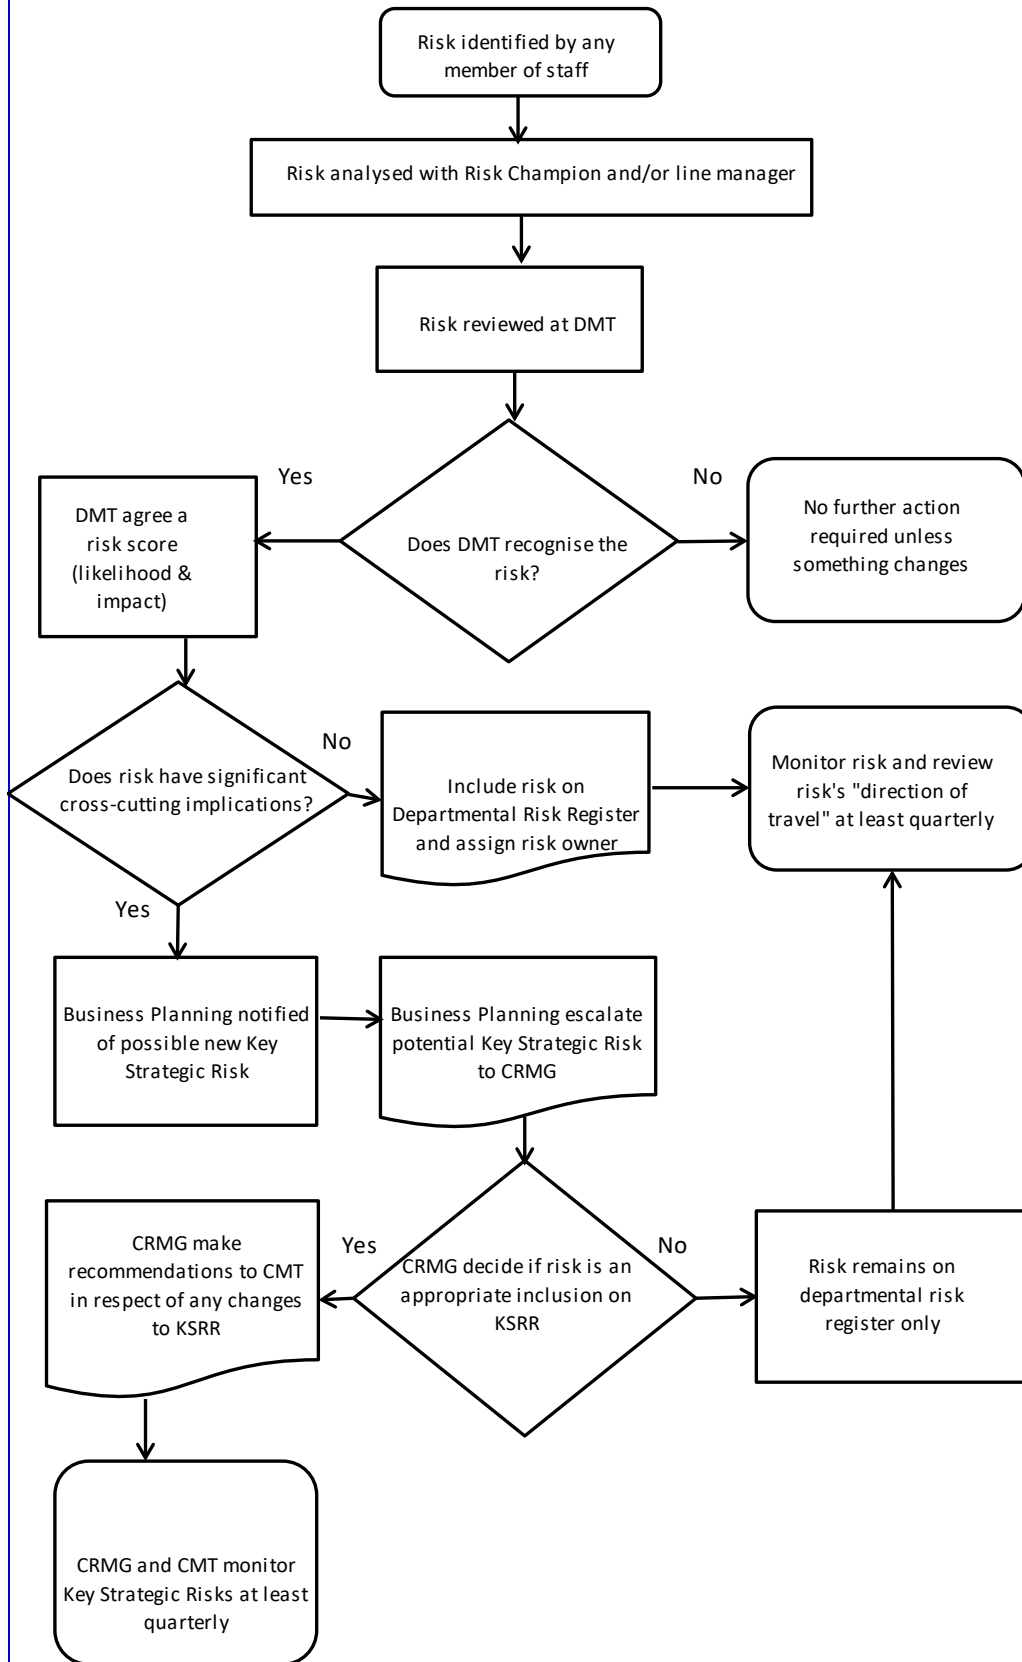 Risk identified by any
member of staff
Risk analysed with Risk Champion and/or line manager
Risk reviewed at DMT
Yes
No
DMT agree a
risk score
(likelihood &
impact)
Does DMT recognise the
risk?
No further action
required unless
something changes
Does risk have significant
cross-cutting implications?
No
Include risk on
Departmental Risk Register
and assign risk owner
Monitor risk and review
risk's "direction of
travel" at least quarterly
Yes
Business Planning notified
of possible new Key
Strategic Risk
Business Planning escalate
potential Key Strategic Risk
to CRMG
CRMG make
recommendations to CMT
in respect of any changes
to KSRR
Yes
CRMG decide if risk is an
appropriate inclusion on
KSRR
No
Risk remains on
departmental risk
register only
CRMG and CMT monitor
Key Strategic Risks at least
quarterly